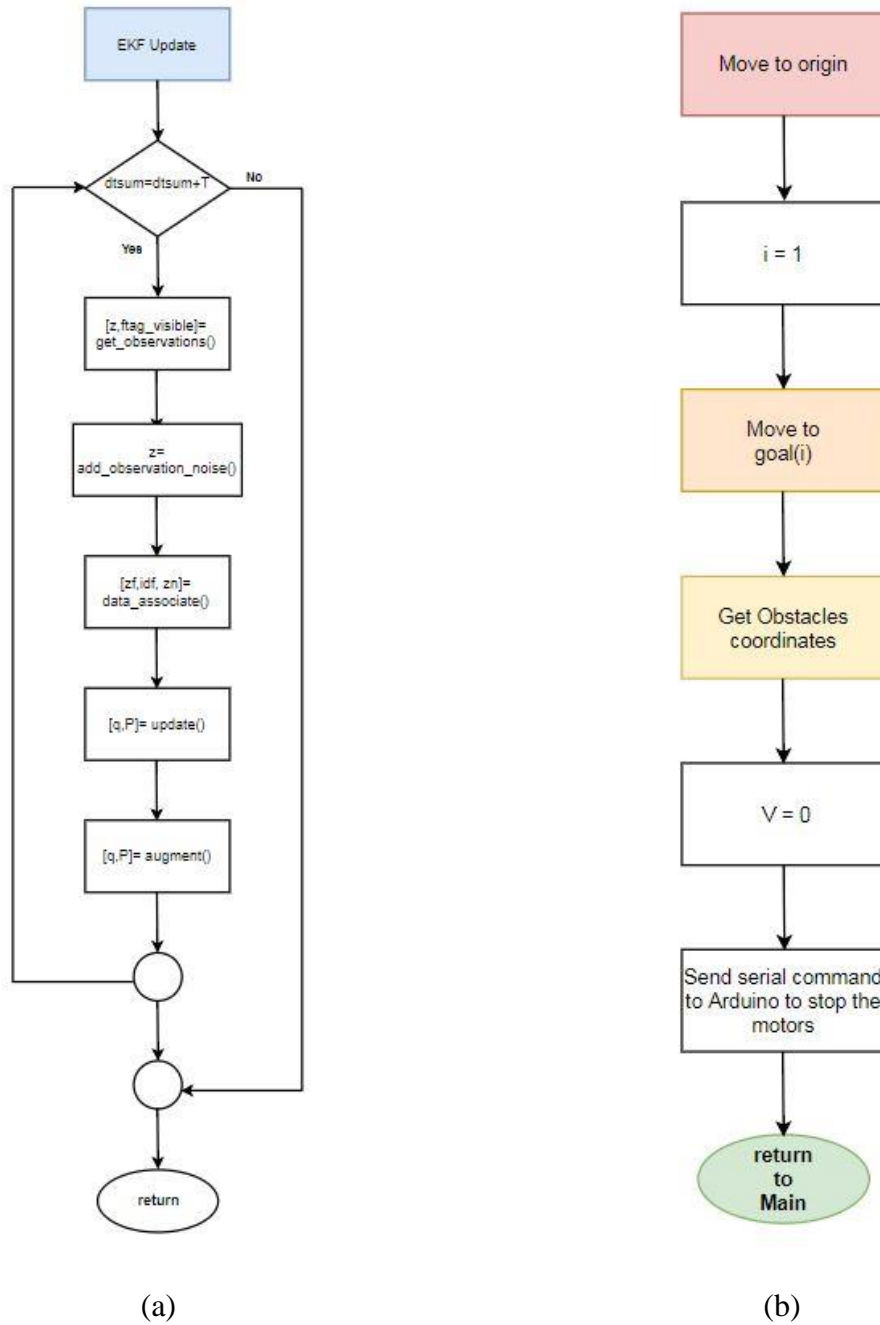 EKF Update
dtsum=dtsum+T
No
Yes
[z,ftag_visible]=
get_observations()
z=
add_observation_noise()
[zf,idf, zn]=
data_associate()
[q,P]= update()
[q,P]= augment()
return
(a)
Move to origin
i = 1
Move to
goal(i)
Get Obstacles
coordinates
V = 0
Send serial command
to Arduino to stop the
motors
return
to
Main
(b)